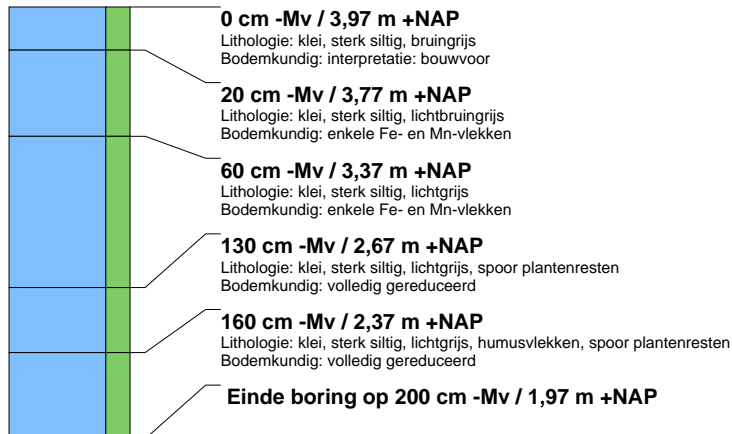 0 cm -Mv / 3,97 m +NAP
Lithologie: klei, sterk siltig, bruingrijs
Bodemkundig: interpretatie: bouwvoor
20 cm -Mv / 3,77 m +NAP
Lithologie: klei, sterk siltig, lichtbruingrijs
Bodemkundig: enkele Fe- en Mn-vlekken
60 cm -Mv / 3,37 m +NAP
Lithologie: klei, sterk siltig, lichtgrijs
Bodemkundig: enkele Fe- en Mn-vlekken
130 cm -Mv / 2,67 m +NAP
Lithologie: klei, sterk siltig, lichtgrijs, spoor plantenresten
Bodemkundig: volledig gereduceerd
160 cm -Mv / 2,37 m +NAP
Lithologie: klei, sterk siltig, lichtgrijs, humusvlekken, spoor plantenresten
Bodemkundig: volledig gereduceerd
Einde boring op 200 cm -Mv / 1,97 m +NAP